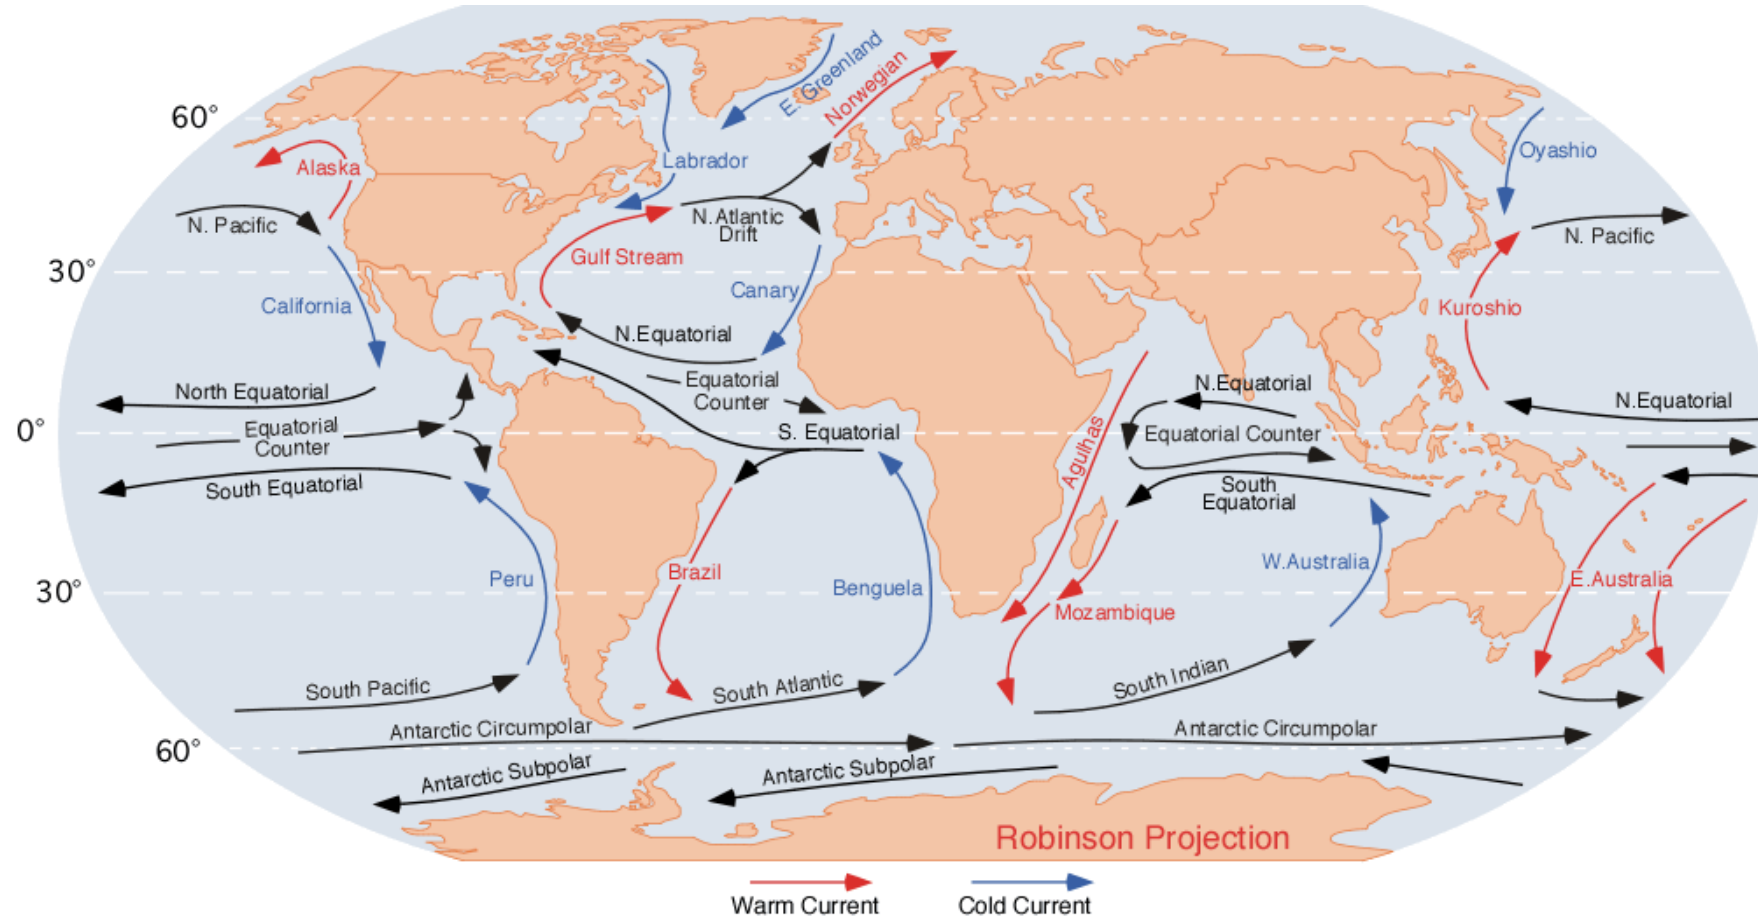 E. Greenland
Norwegian
60°
Labrador
Oyashio
Alaska
N. Pacific
N.Atlantic
Drift
N. Pacific
Gulf Stream
30°
Canary
California
Kuroshio
N.Equatorial
North Equatorial
Equatorial
Counter
N.Equatorial
N.Equatorial
0°
Equatorial
Counter
S. Equatorial
Agulhas
Equatorial Counter
South Equatorial
South
Equatorial
Peru
Brazil
Benguela
W.Australia
E.Australia
30°
Mozambique
South Pacific
South Atlantic
South Indian
Antarctic Circumpolar
Antarctic Circumpolar
60°
Antarctic Subpolar
Antarctic Subpolar
Robinson Projection
Warm Current
Cold Current